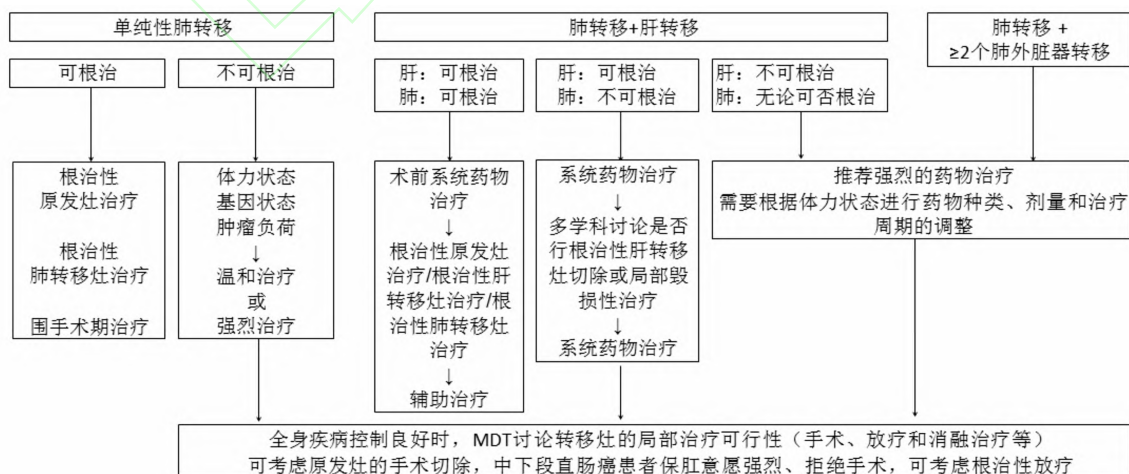 单纯性肺转移
肺转移+肝转移
肺转移 +
≥2个肺外脏器转移
可根治
不可根治
肝：可根治
肺：可根治
肝：可根治
肺：不可根治
肝：不可根治
肺：无论可否根治
根治性
原发灶治疗
根治性
肺转移灶治疗
围手术期治疗
体力状态
基因状态
肿瘤负荷
↓
温和治疗
或
强烈治疗
术前系统药物
治疗
↓
根治性原发灶
治疗/根治性肝
转移灶治疗/根
治性肺转移灶
治疗
↓
辅助治疗
系统药物治疗
↓
多学科讨论是否
行根治性肝转移
灶切除或局部毁
损性治疗
↓
系统药物治疗
推荐强烈的药物治疗
需要根据体力状态进行药物种类、剂量和治疗
周期的调整
全身疾病控制良好时，MDT讨论转移灶的局部治疗可行性（手术、放疗和消融治疗等）
可考虑原发灶的手术切除，中下段直肠癌患者保肛意愿强烈、拒绝手术，可考虑根治性放疗